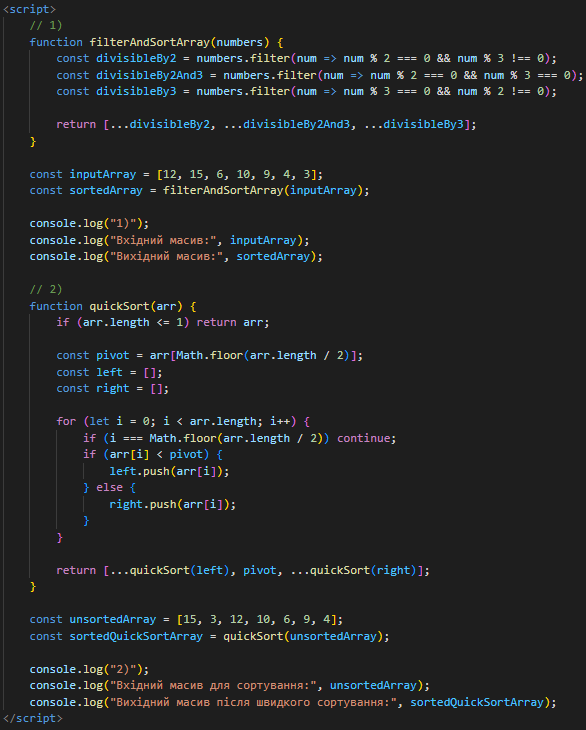 <script>
// 1)
function filterAndSortArray(numbers) {
const divisibleBy2 = numbers.filter(num => num % 2 === 0 && num % 3 !== 0);
const divisibleBy2And3 = numbers.filter(num => num % 2 === 0 && num % 3 === 0);
const divisibleBy3 = numbers.filter(num => num % 3 === 0 && num % 2 !== 0);
return [...divisibleBy2, ...divisibleBy2And3, ...divisibleBy3];
}
const inputArray = [12, 15, 6, 10, 9, 4, 3];
const sortedArray = filterAndSortArray(inputArray);
console.log("1)");
console.log("Вхідний масив:", inputArray);
console.log("Вихідний масив:", sortedArray);
// 2)
function quickSort(arr) {
if (arr.length <= 1) return arr;
const pivot = arr[Math.floor(arr.length / 2)];
const left = [];
const right = [];
for (let i = 0; i < arr.length; i++) {
if (i === Math.floor(arr.length / 2)) continue;
if (arr[i] < pivot) {
left.push(arr[i]);
} else {
right.push(arr[i]);
}
}
return [...quickSort(left), pivot, ...quickSort(right)];
}
const unsortedArray = [15, 3, 12, 10, 6, 9, 4];
const sortedQuickSortArray = quickSort(unsortedArray);
console.log("2)");
console.log("Вхідний масив для сортування:", unsortedArray);
console.log("Вихідний масив після швидкого сортування:", sortedQuickSortArray);
</script>